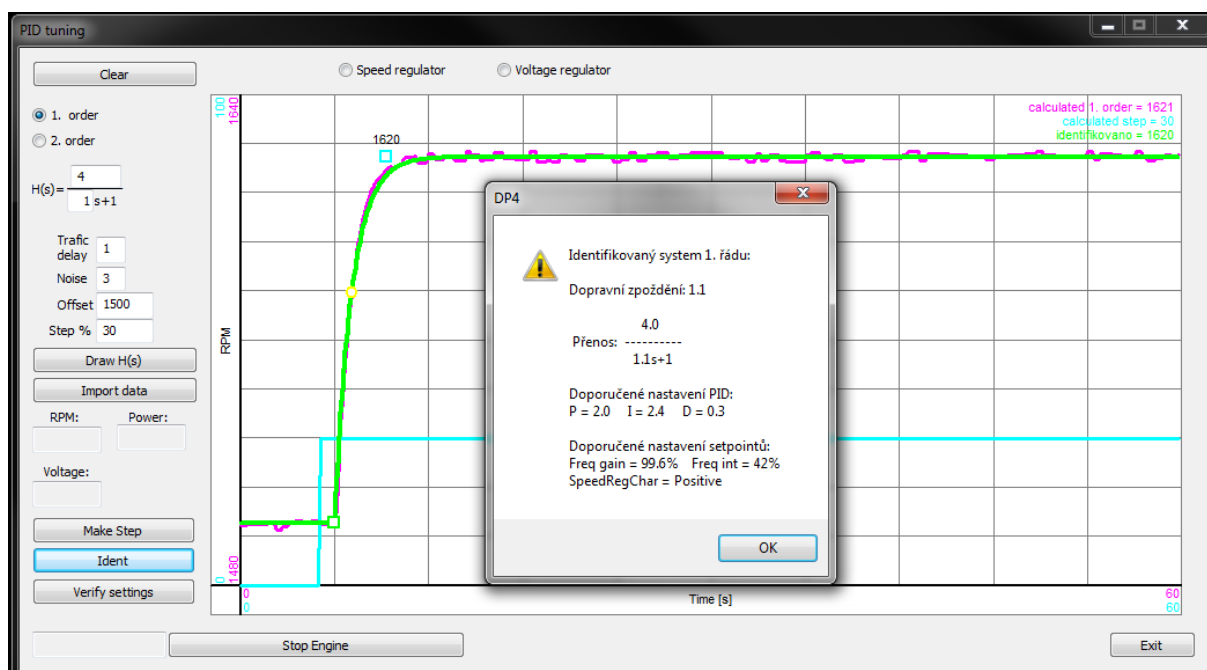 PID tuning
Clear
Speed regulator
Voltage regulator
1. order
2. order
H(s)=
4
1 s+1
Trafic
delay
1
Noise 3
Offset 1500
Step % 30
Draw H(s)
Import data
RPM: Power:
Voltage:
Make Step
Ident
Verify settings
Stop Engine
Exit
100
1640
1620
calculated 1. order = 1621
calculated step = 30
identifikovano = 1620
RPM
0
1480
0
0
Time [s]
60
60
DP4
Identifikovaný system 1. řádu:
Dopravní zpoždění: 1.1
4.0
Přenos: ----------
1.1s+1
Doporučené nastavení PID:
P = 2.0 I = 2.4 D = 0.3
Doporučené nastavení setpointů:
Freq gain = 99.6% Freq int = 42%
SpeedRegChar = Positive
OK